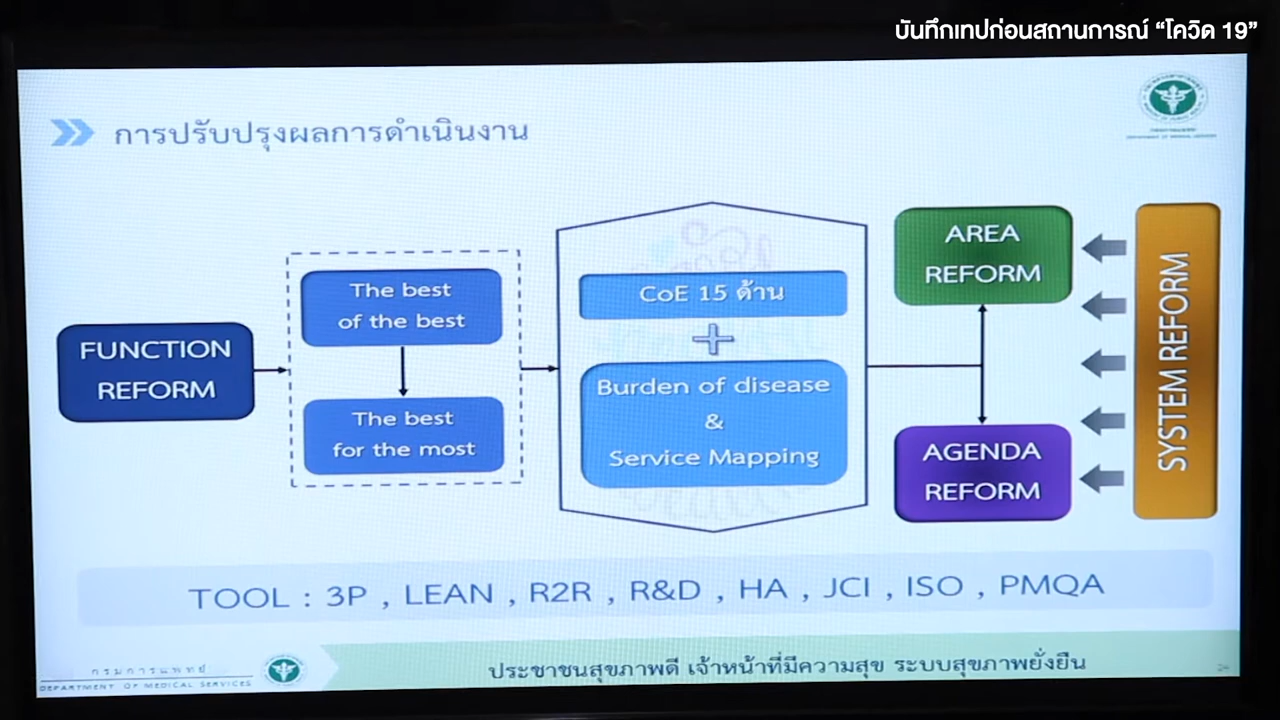 บันทึกเทปก่อนสถานการณ์ “โควิด 19”
การปรับปรุงผลการดำเนินงาน
DEPARTMENT OF MEDICAL SERVICES
FUNCTION
REFORM
The best
of the best
The best
for the most
CoE 15 ด้าน
+
Burden of disease
&
Service Mapping
AREA
REFORM
AGENDA
REFORM
SYSTEM REFORM
TOOL : 3P , LEAN , R2R , R&D , HA , JCI , ISO , PMQA
กรมการแพทย์
DEPARTMENT OF MEDICAL SERVICES
ประชาชนสุขภาพดี เจ้าหน้าที่มีความสุข ระบบสุขภาพยั่งยืน